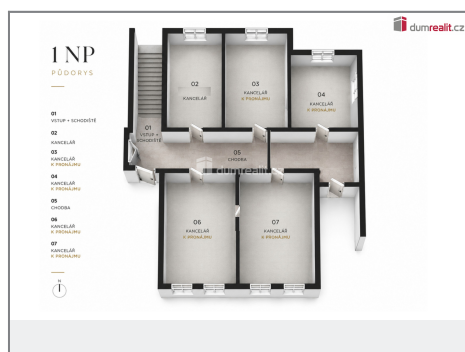 dumrealit.cz
1 NP
PŮDORYS
01
VSTUP + SCHODIŠTĚ
02
KANCELÁŘ
03
KANCELÁŘ
K PRONÁJMU
04
KANCELÁŘ
K PRONÁJMU
05
CHODBA
06
KANCELÁŘ
K PRONÁJMU
07
KANCELÁŘ
K PRONÁJMU
N
02
KANCELÁŘ
03
KANCELÁŘ
K PRONÁJMU
04
KANCELÁŘ
K PRONÁJMU
01
VSTUP +
SCHODIŠTĚ
05
CHODBA
dumrealit.cz
06
KANCELÁŘ
K PRONÁJMU
07
KANCELÁŘ
K PRONÁJMU